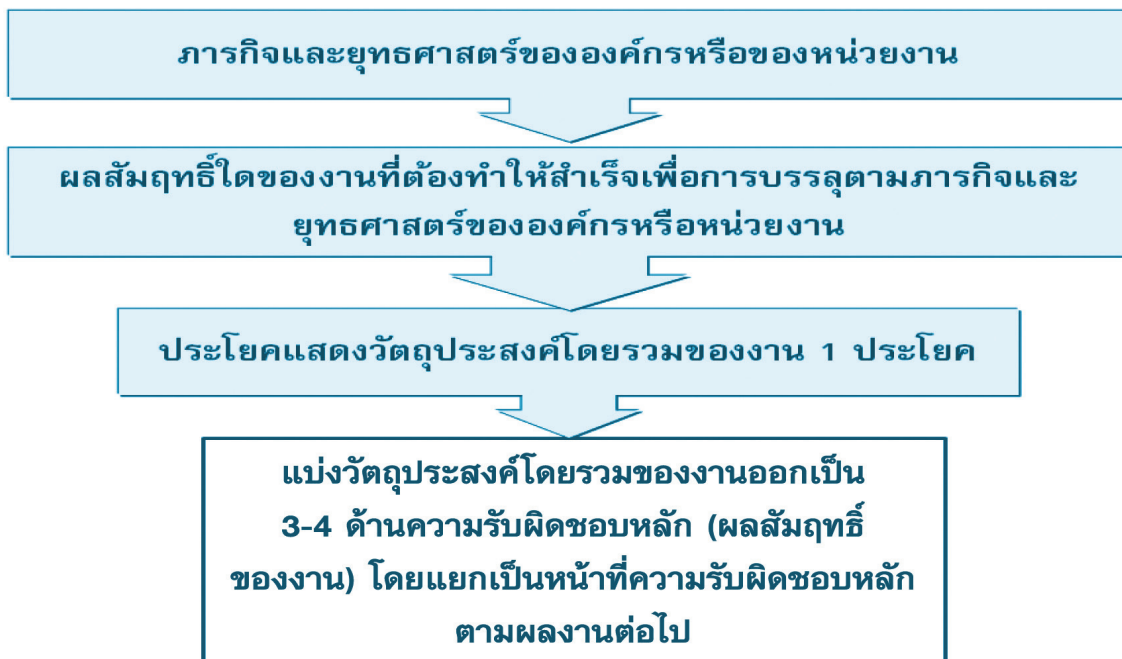 ภารกิจและยุทธศาสตร์ขององค์กรหรือของหน่วยงาน
ผลสัมฤทธิ์ใดของงานที่ต้องทำให้สำเร็จเพื่อการบรรลุตามภารกิจและ
ยุทธศาสตร์ขององค์กรหรือหน่วยงาน
ประโยคแสดงวัตถุประสงค์โดยรวมของงาน 1 ประโยค
แบ่งวัตถุประสงค์โดยรวมของงานออกเป็น
3-4 ด้านความรับผิดชอบหลัก (ผลสัมฤทธิ์
ของงาน) โดยแยกเป็นหน้าที่ความรับผิดชอบหลัก
ตามผลงานต่อไป